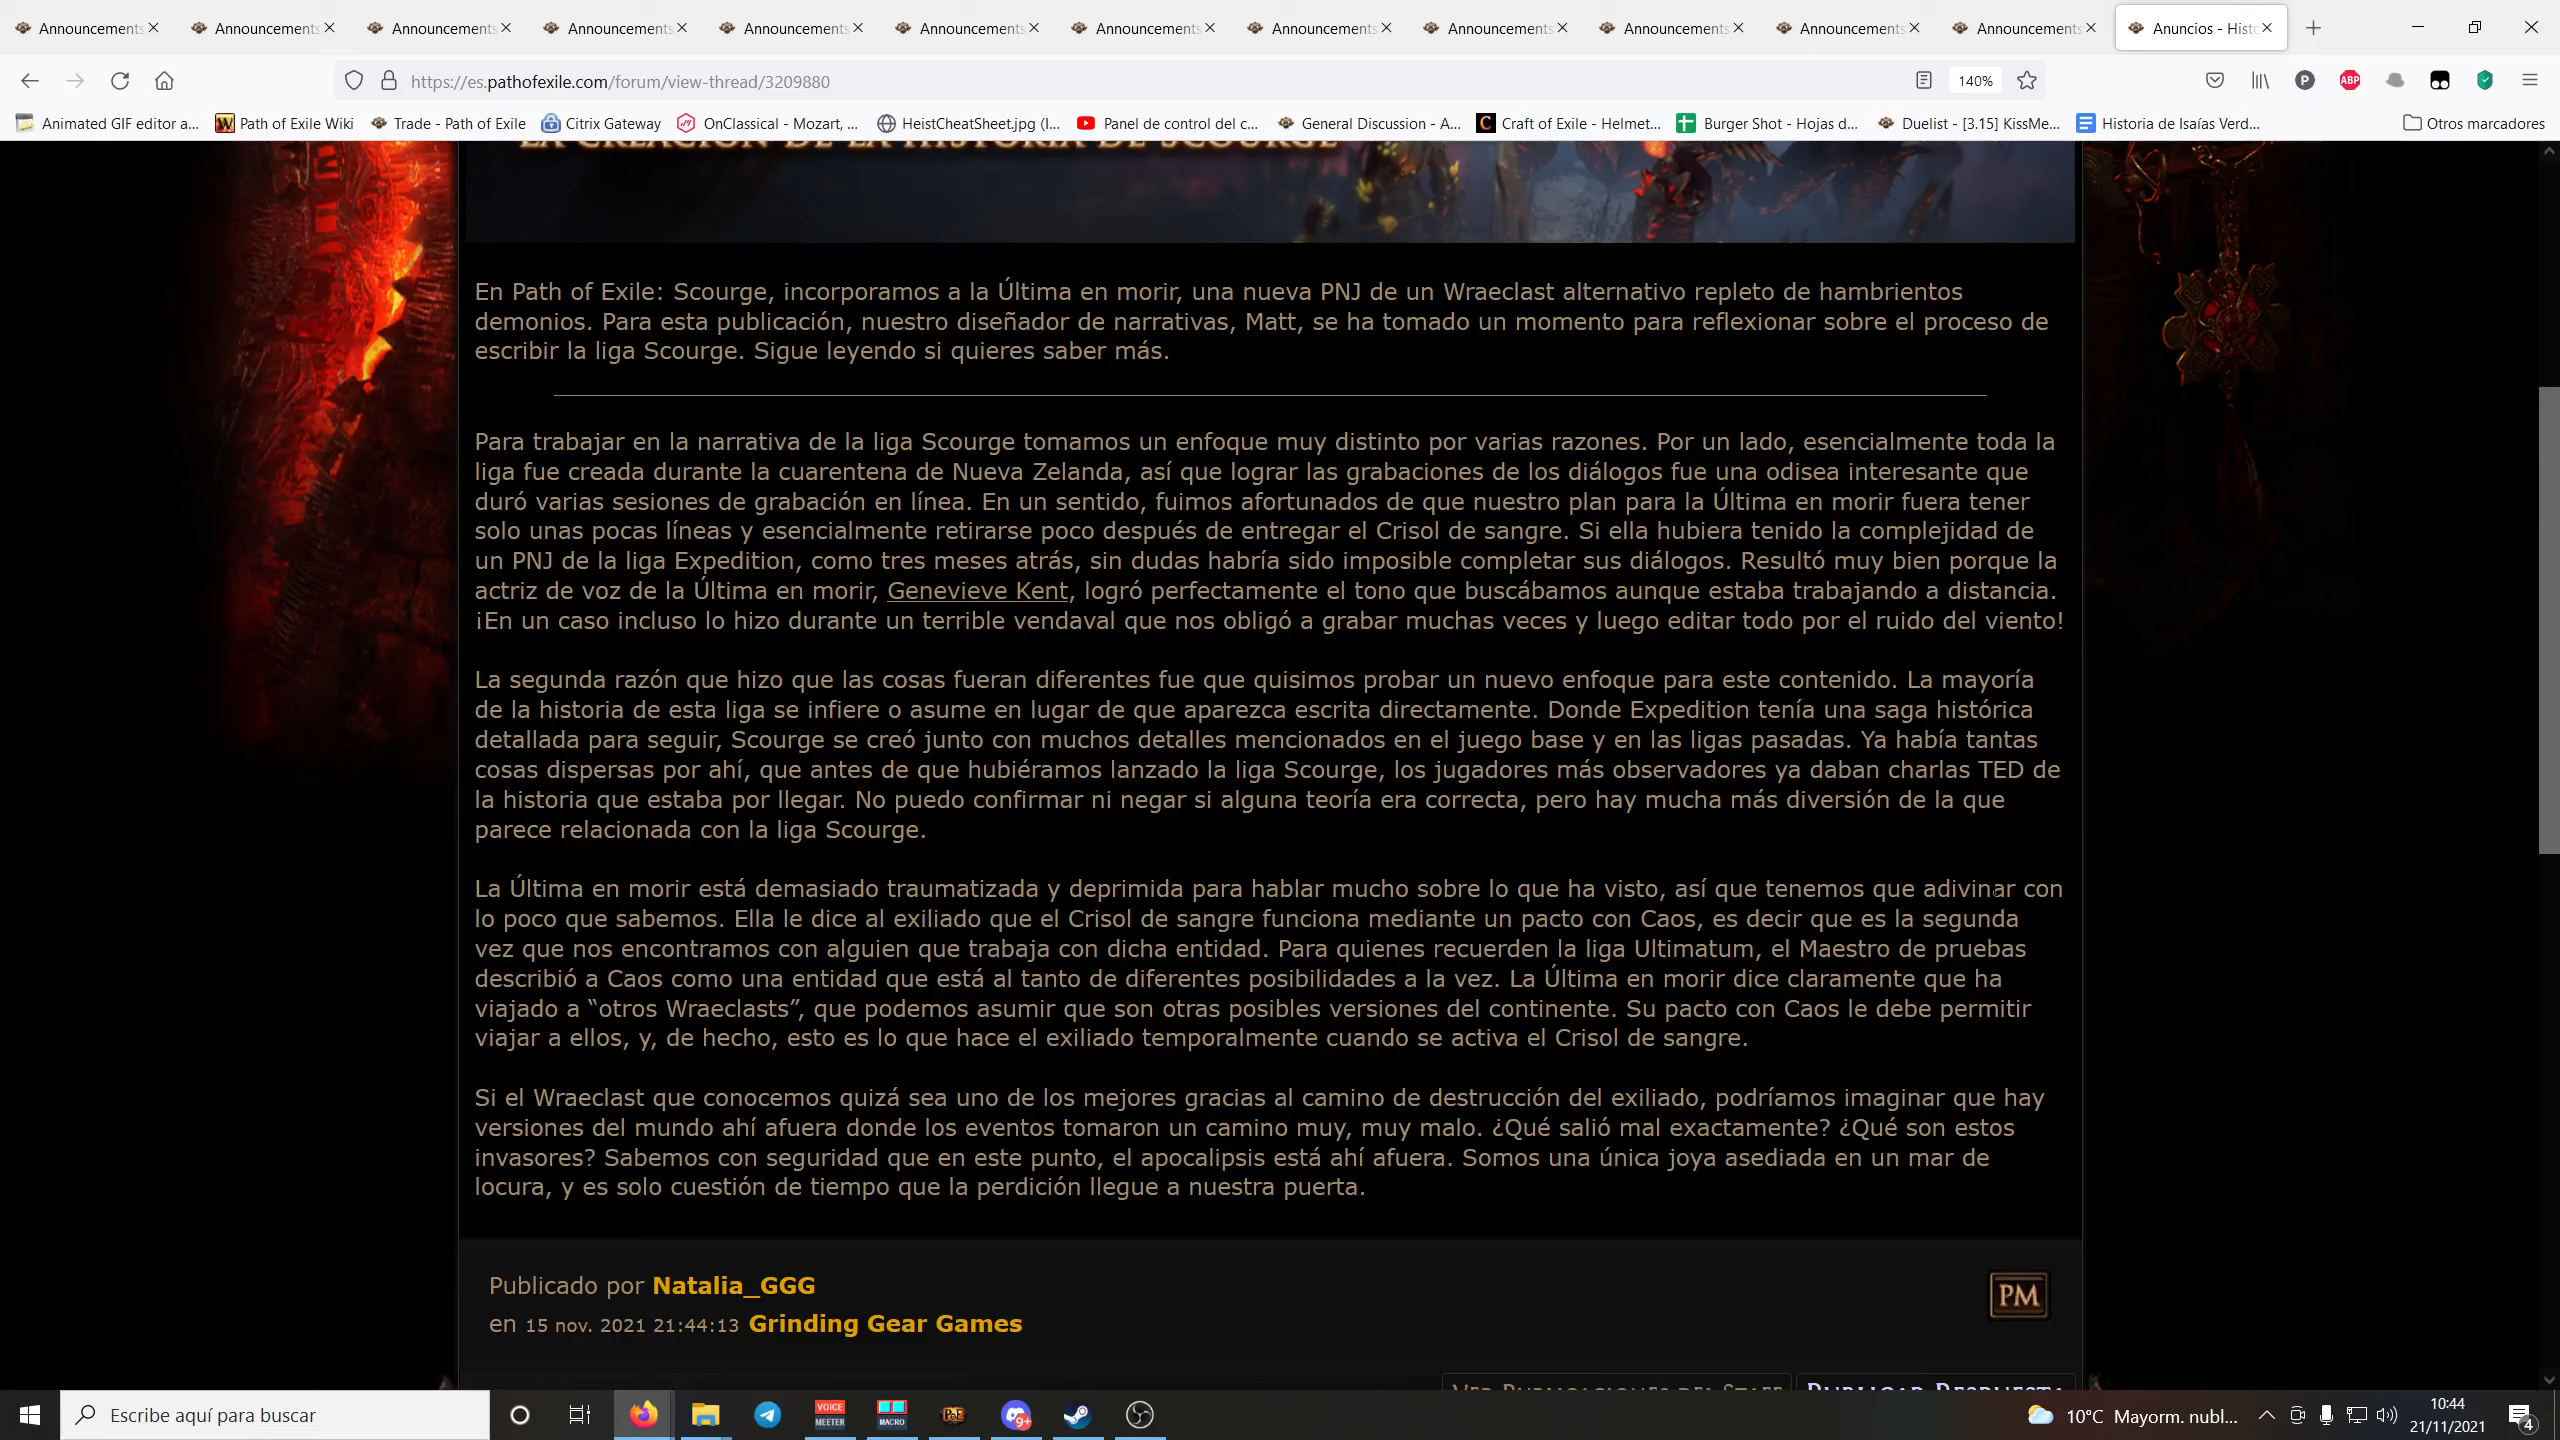 Announcements
Announcements
Announcements
Announcements
Announcements
Announcements
Announcements
Announcements
Announcements
Announcements
Announcements
Announcements
Anuncios - Histo
https://es.pathofexile.com/forum/view-thread/3209880
140%
Animated GIF editor a...
Path of Exile Wiki
Trade - Path of Exile
Citrix Gateway
OnClassical - Mozart, ...
HeistCheatSheet.jpg (I...
Panel de control del c...
General Discussion - A...
Craft of Exile - Helmet...
Burger Shot - Hojas d...
Duelist - [3.15] KissMe...
Historia de Isaías Verd...
Otros marcadores
LA CREACIÓN DE LA HISTORIA DE SCOURGE
En Path of Exile: Scourge, incorporamos a la Última en morir, una nueva PNJ de un Wraeclast alternativo repleto de hambrientos
demonios. Para esta publicación, nuestro diseñador de narrativas, Matt, se ha tomado un momento para reflexionar sobre el proceso de
escribir la liga Scourge. Sigue leyendo si quieres saber más.
Para trabajar en la narrativa de la liga Scourge tomamos un enfoque muy distinto por varias razones. Por un lado, esencialmente toda la
liga fue creada durante la cuarentena de Nueva Zelanda, así que lograr las grabaciones de los diálogos fue una odisea interesante que
duró varias sesiones de grabación en línea. En un sentido, fuimos afortunados de que nuestro plan para la Última en morir fuera tener
solo unas pocas líneas y esencialmente retirarse poco después de entregar el Crisol de sangre. Si ella hubiera tenido la complejidad de
un PNJ de la liga Expedition, como tres meses atrás, sin dudas habría sido imposible completar sus diálogos. Resultó muy bien porque la
actriz de voz de la Última en morir, Genevieve Kent, logró perfectamente el tono que buscábamos aunque estaba trabajando a distancia.
¡En un caso incluso lo hizo durante un terrible vendaval que nos obligó a grabar muchas veces y luego editar todo por el ruido del viento!
La segunda razón que hizo que las cosas fueran diferentes fue que quisimos probar un nuevo enfoque para este contenido. La mayoría
de la historia de esta liga se infiere o asume en lugar de que aparezca escrita directamente. Donde Expedition tenía una saga histórica
detallada para seguir, Scourge se creó junto con muchos detalles mencionados en el juego base y en las ligas pasadas. Ya había tantas
cosas dispersas por ahí, que antes de que hubiéramos lanzado la liga Scourge, los jugadores más observadores ya daban charlas TED de
la historia que estaba por llegar. No puedo confirmar ni negar si alguna teoría era correcta, pero hay mucha más diversión de la que
parece relacionada con la liga Scourge.
La Última en morir está demasiado traumatizada y deprimida para hablar mucho sobre lo que ha visto, así que tenemos que adivinar con
lo poco que sabemos. Ella le dice al exiliado que el Crisol de sangre funciona mediante un pacto con Caos, es decir que es la segunda
vez que nos encontramos con alguien que trabaja con dicha entidad. Para quienes recuerden la liga Ultimatum, el Maestro de pruebas
describió a Caos como una entidad que está al tanto de diferentes posibilidades a la vez. La Última en morir dice claramente que ha
viajado a “otros Wraeclasts”, que podemos asumir que son otras posibles versiones del continente. Su pacto con Caos le debe permitir
viajar a ellos, y, de hecho, esto es lo que hace el exiliado temporalmente cuando se activa el Crisol de sangre.
Si el Wraeclast que conocemos quizá sea uno de los mejores gracias al camino de destrucción del exiliado, podríamos imaginar que hay
versiones del mundo ahí afuera donde los eventos tomaron un camino muy, muy malo. ¿Qué salió mal exactamente? ¿Qué son estos
invasores? Sabemos con seguridad que en este punto, el apocalipsis está ahí afuera. Somos una única joya asediada en un mar de
locura, y es solo cuestión de tiempo que la perdición llegue a nuestra puerta.
Publicado por Natalia_GGG
en 15 nov. 2021 21:44:13 Grinding Gear Games
PM
VER PUBLICACIONES DEL STAFF
PUBLICAR RESPUESTA
Escribe aquí para buscar
VOICE
MEETER
MACRO
PoE
9+
10°C Mayorm. nubl...
10:44
21/11/2021
4